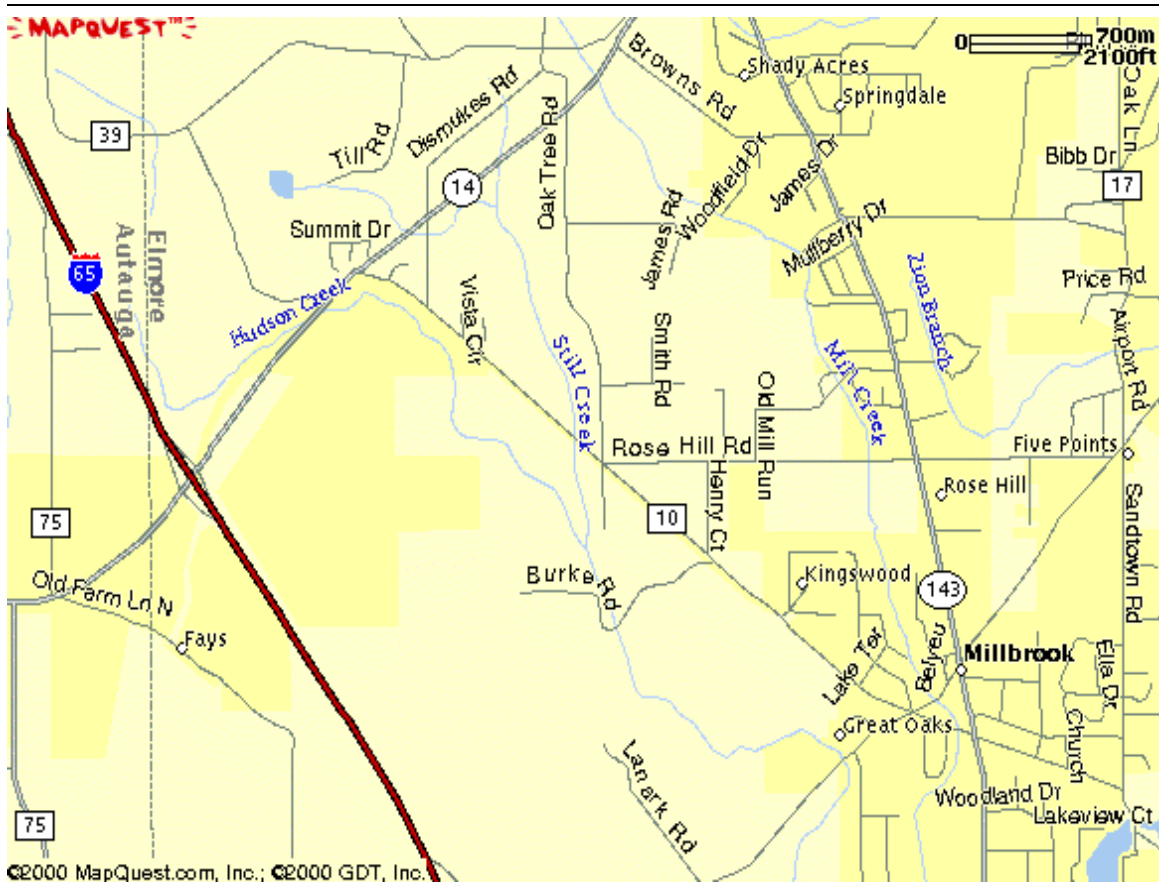 MAPQUEST™
0 700m
2100ft
Shady Acres
Browns Rd
Springdale
Oak Ln
39
Dismukes Rd
Till Rd
Oak Tree Rd
James Dr
Bibb Dr
14
Woodfield Dr
17
James Rd
Summit Dr
Mullberry Dr
Elmore
Autauga
65
Zion Branch
Price Rd
Hudson Creek
Vista Clr
Smith Rd
Airport Rd
Still Creek
Mill Creek
Old Mill Run
Rose Hill Rd
Five Points
Henry Ct
Rose Hill
75
10
Sandtown Rd
Burke Rd
Kingswood
143
Old Farm Ln N
Fays
Lake Ter
Belyeu
Millbrook
Ella Dr
Great Oaks
Church
Lanark Rd
Woodland Dr
Lakeview Ct
75
©2000 MapQuest.com, Inc.; ©2000 GDT, Inc.